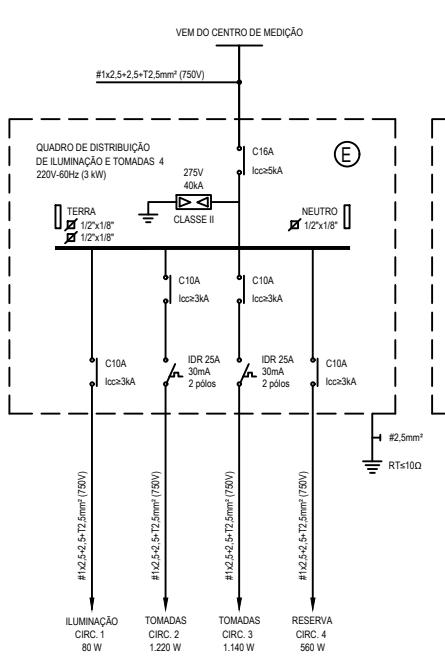 VEM DO CENTRO DE MEDIÇÃO
#1x2,5+2,5+T2,5mm² (750V)
QUADRO DE DISTRIBUIÇÃO
DE ILUMINAÇÃO E TOMADAS 4
220V-60Hz (3 kW)
C16A
Icc≥5kA
E
275V
40kA
CLASSE II
TERRA
1/2"x1/8"
1/2"x1/8"
NEUTRO
1/2"x1/8"
C10A
Icc≥3kA
C10A
Icc≥3kA
C10A
Icc≥3kA
IDR 25A
30mA
2 pólos
IDR 25A
30mA
2 pólos
C10A
Icc≥3kA
#2,5mm²
RT≤10Ω
#1x2,5+2,5+T2,5mm² (750V)
#1x2,5+2,5+T2,5mm² (750V)
#1x2,5+2,5+T2,5mm² (750V)
#1x2,5+2,5+T2,5mm² (750V)
ILUMINAÇÃO
CIRC. 1
80 W
TOMADAS
CIRC. 2
1.220 W
TOMADAS
CIRC. 3
1.140 W
RESERVA
CIRC. 4
560 W